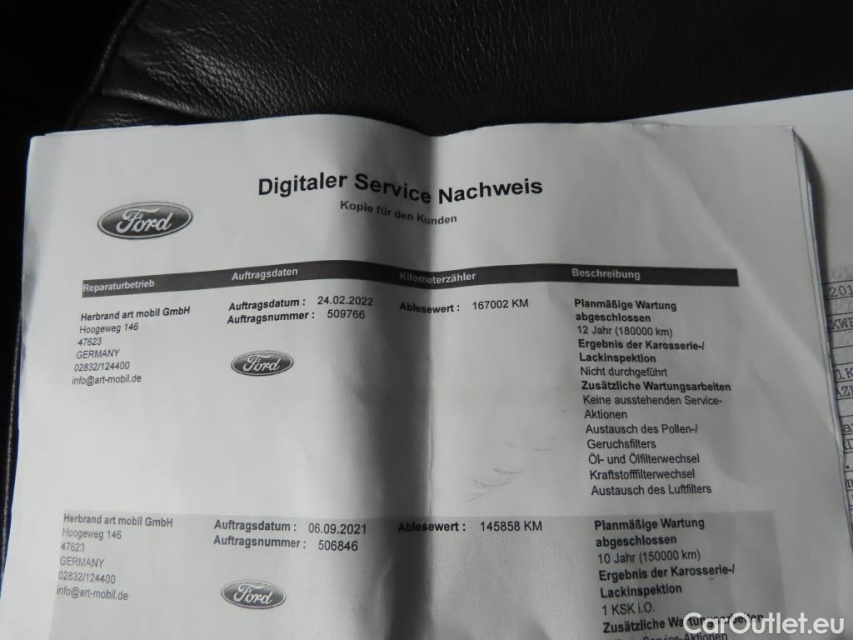 Digitaler Service Nachweis
Kopie für den Kunden
Ford
Reparaturbetrieb Auftragsdaten Kilometerzähler Beschreibung
Herbrand art mobil GmbH
Hoogeweg 146
47623
GERMANY
02832/124400
info@art-mobil.de
Auftragsdatum : 24.02.2022
Auftragsnummer : 509766
Ford
Ablesewert : 167002 KM
Planmäßige Wartung
abgeschlossen
12 Jahr (180000 km)
Ergebnis der Karosserie-/
Lackinspektion
Nicht durchgeführt
Zusätzliche Wartungsarbeiten
Keine ausstehenden Service-
Aktionen
Austausch des Pollen-/
Geruchsfilters
Öl- und Ölfilterwechsel
Kraftstofffilterwechsel
Austausch des Luftfilters
Herbrand art mobil GmbH
Hoogeweg 146
47623
GERMANY
02832/124400
info@art-mobil.de
Auftragsdatum : 06.09.2021
Auftragsnummer : 506846
Ford
Ablesewert : 145858 KM
Planmäßige Wartung
abgeschlossen
10 Jahr (150000 km)
Ergebnis der Karosserie-/
Lackinspektion
1 KSK i.O.
Zusätzliche
CarOutlet.eu